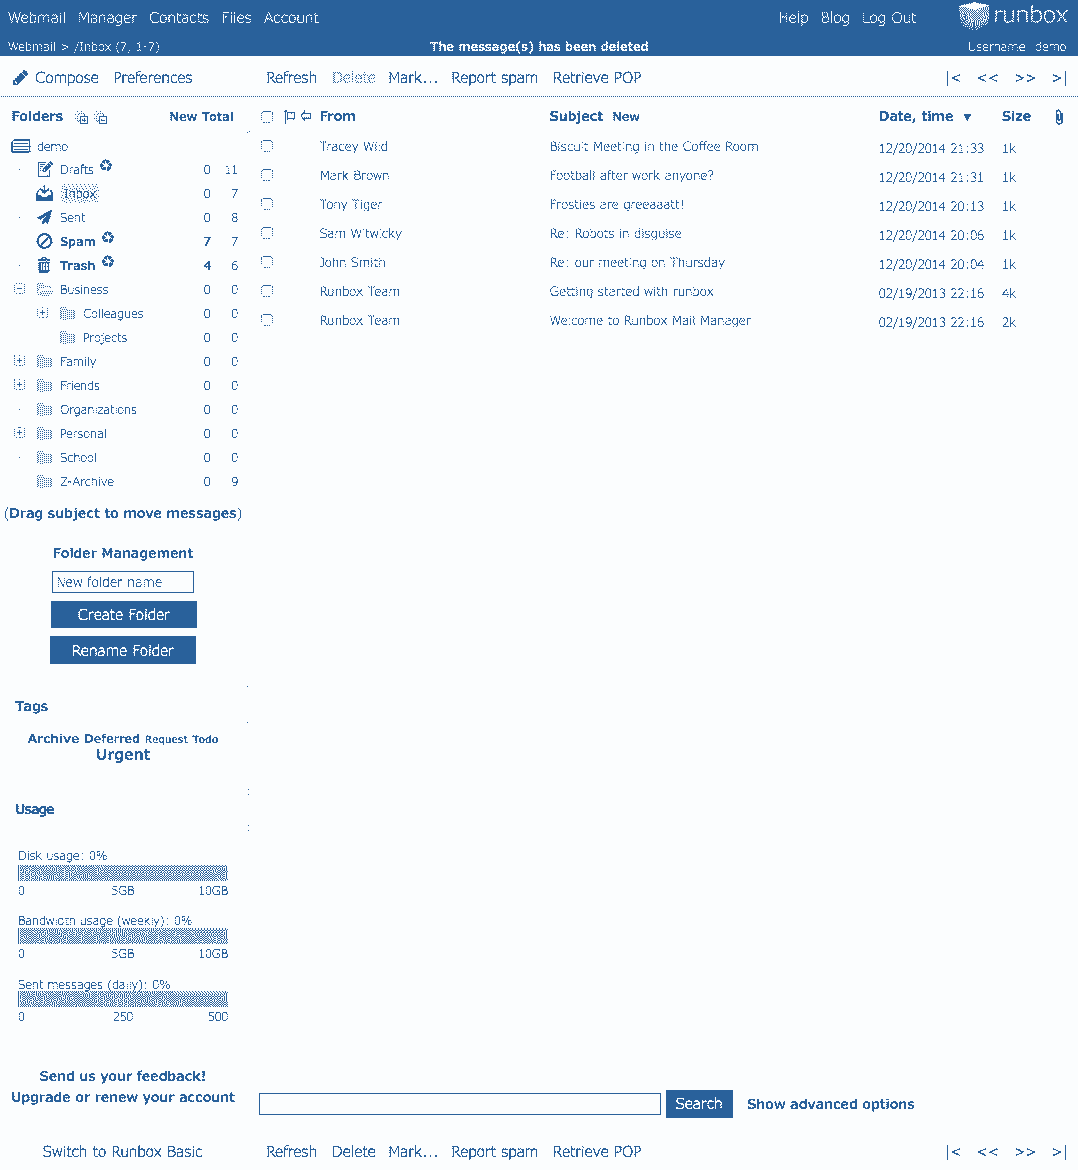 Webmail Manager Contacts Files Account Help Blog Log Out runbox
Webmail > /Inbox (7, 1-7) The message(s) has been deleted Username demo
Compose Preferences Refresh Delete Mark... Report spam Retrieve POP |< << >> >|
Folders New Total From Subject New Date, time ▼ Size
demo
Drafts 0 11
Inbox 0 7
Sent 0 8
Spam 7 7
Trash 4 6
Business 0 0
Colleagues 0 0
Projects 0 0
Family 0 0
Friends 0 0
Organizations 0 0
Personal 0 0
School 0 0
Z-Archive 0 9
Tracey Wild Biscuit Meeting in the Coffee Room 12/20/2014 21:33 1k
Mark Brown Football after work anyone? 12/20/2014 21:31 1k
Tony Tiger Frosties are greeaaatt! 12/20/2014 20:13 1k
Sam Witwicky Re: Robots in disguise 12/20/2014 20:06 1k
John Smith Re: our meeting on Thursday 12/20/2014 20:04 1k
Runbox Team Getting started with runbox 02/19/2013 22:16 4k
Runbox Team Welcome to Runbox Mail Manager 02/19/2013 22:16 2k
(Drag subject to move messages)
Folder Management
New folder name
Create Folder
Rename Folder
Tags
Archive Deferred Request Todo
Urgent
Usage
Disk usage: 0%
0 5GB 10GB
Bandwidth usage (weekly): 0%
0 5GB 10GB
Sent messages (daily): 0%
0 250 500
Send us your feedback!
Upgrade or renew your account
Search Show advanced options
Switch to Runbox Basic Refresh Delete Mark... Report spam Retrieve POP |< << >> >|